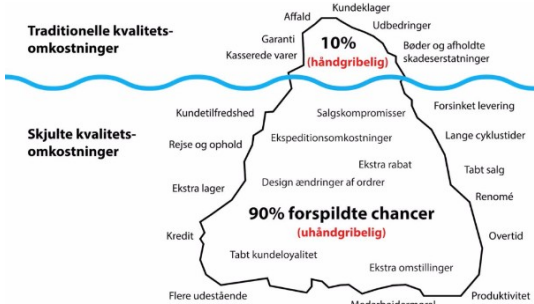 Kundeklager
Affald
Udbedringer
Traditionelle kvalitets-
omkostninger
Garanti
10%
(håndgribelig)
Kasserede varer
Bøder og afholdte
skadeserstatninger
Skjulte kvalitets-
omkostninger
Kundetilfredshed
Salgskompromisser
Forsinket levering
Rejse og ophold
Ekspeditionsomkostninger
Lange cyklustider
Ekstra rabat
Tabt salg
Ekstra lager
Design ændringer af ordrer
Renomé
90% forspildte chancer
(uhåndgribelig)
Kredit
Overtid
Tabt kundeloyalitet
Ekstra omstillinger
Flere udestående
Produktivitet